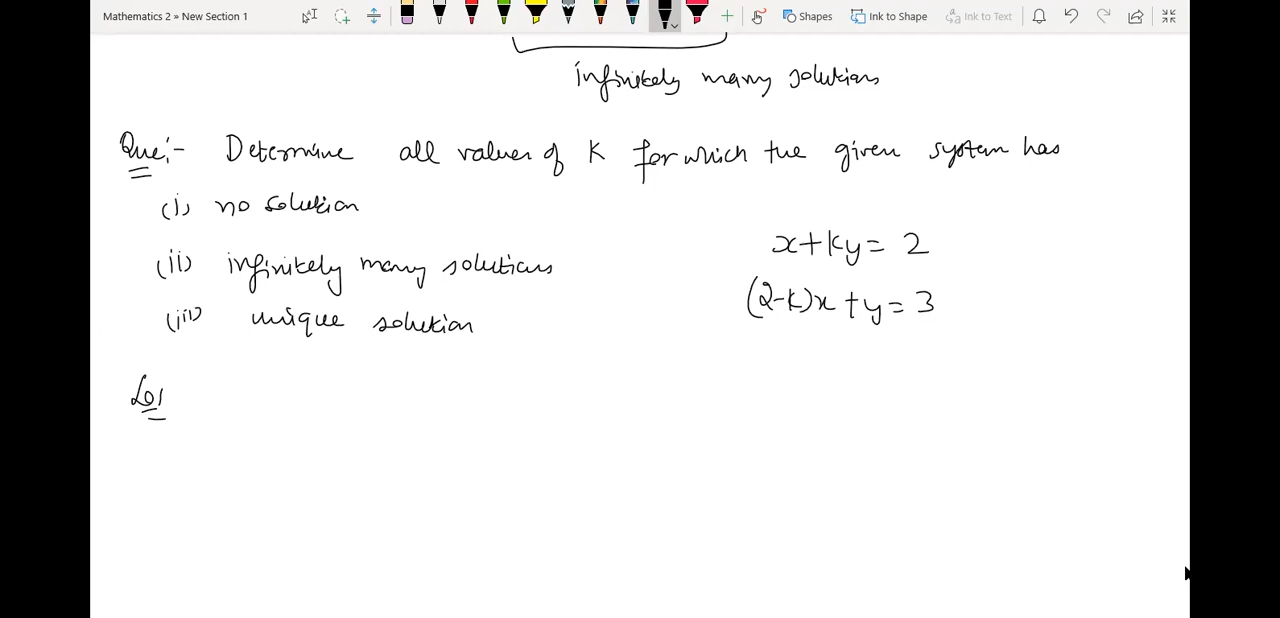 Mathematics 2 » New Section 1
Shapes
Ink to Shape
Ink to Text
infinitely many solutions
Que:- Determine all values of K for which the given system has
(i) no solution
(ii) infinitely many solutions
(iii) unique solution
x+ky= 2
(2-k)x+y=3